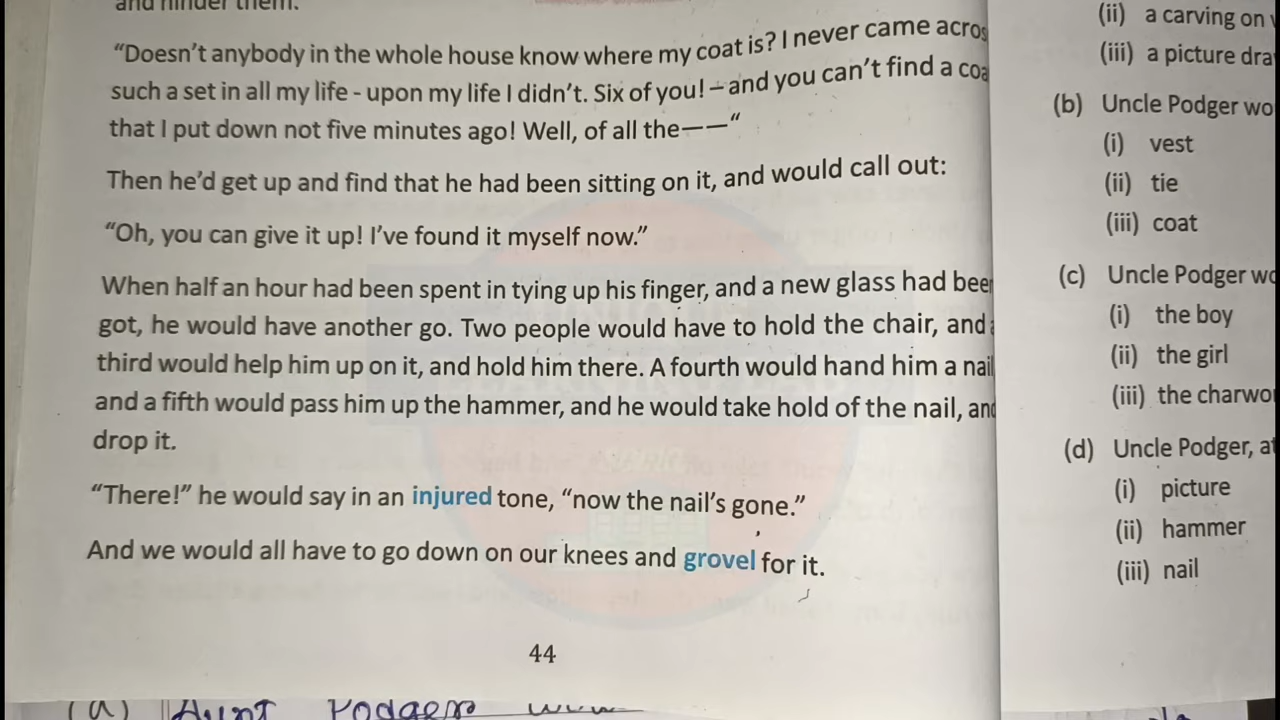 and hinder them.
“Doesn’t anybody in the whole house know where my coat is? I never came acros
such a set in all my life - upon my life I didn’t. Six of you! – and you can’t find a coa
that I put down not five minutes ago! Well, of all the——“
Then he’d get up and find that he had been sitting on it, and would call out:
“Oh, you can give it up! I’ve found it myself now.”
When half an hour had been spent in tying up his finger, and a new glass had beer
got, he would have another go. Two people would have to hold the chair, and a
third would help him up on it, and hold him there. A fourth would hand him a nail
and a fifth would pass him up the hammer, and he would take hold of the nail, and
drop it.
“There!” he would say in an injured tone, “now the nail’s gone.”
And we would all have to go down on our knees and grovel for it.
44
(a) Aunt Podger
(ii) a carving on
(iii) a picture dra
(b) Uncle Podger wo
(i) vest
(ii) tie
(iii) coat
(c) Uncle Podger wo
(i) the boy
(ii) the girl
(iii) the charwo
(d) Uncle Podger, at
(i) picture
(ii) hammer
(iii) nail